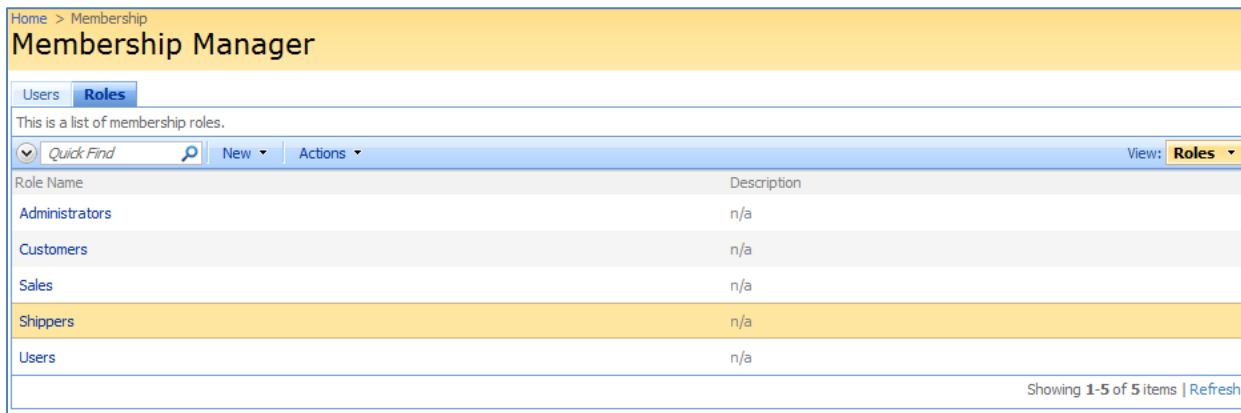 Home > Membership
Membership Manager
Users Roles
This is a list of membership roles.
Quick Find New Actions View: Roles
Role Name Description
Administrators n/a
Customers n/a
Sales n/a
Shippers n/a
Users n/a
Showing 1-5 of 5 items | Refresh